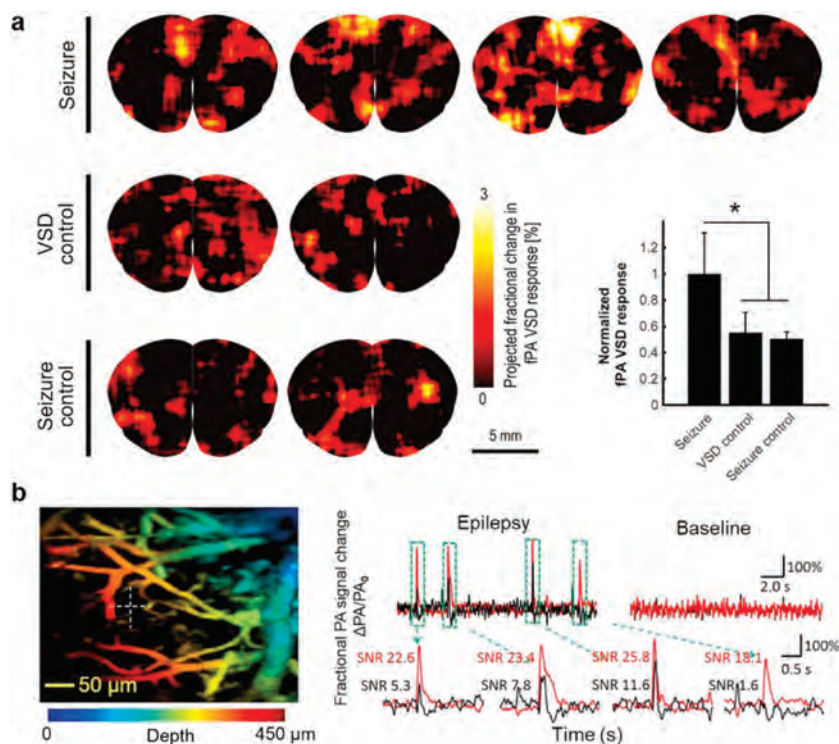 a
Seizure
VSD
control
Seizure
control
3
0
Projected fractional change in
fPA VSD response [%]
5 mm
Normalized
fPA VSD response
1.2
1
0.8
0.6
0.4
0.2
0
*
Seizure
VSD control
Seizure control
b
50 µm
0
Depth
450 µm
Fractional PA signal change
ΔPA/PA₀
Epilepsy
Baseline
100%
2.0 s
100%
0.5 s
SNR 22.6
SNR 23.4
SNR 25.8
SNR 18.1
SNR 5.3
SNR 7.8
SNR 11.6
SNR 1.6
Time (s)